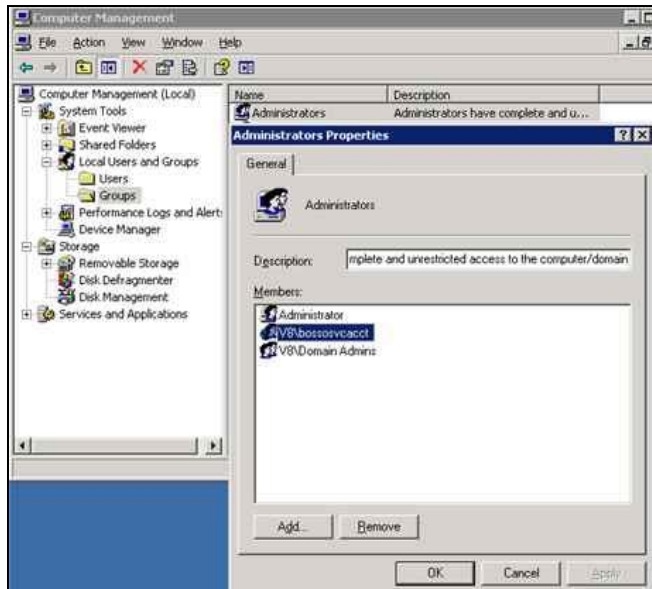 Computer Management
File Action View Window Help
Computer Management (Local)
System Tools
Event Viewer
Shared Folders
Local Users and Groups
Users
Groups
Performance Logs and Alert:
Device Manager
Storage
Removable Storage
Disk Defragmenter
Disk Management
Services and Applications
Name Description
Administrators Administrators have complete and u...
Administrators Properties
General
Administrators
Description: mplete and unrestricted access to the computer/domain
Members:
Administrator
V8\bossosvcacct
V8\Domain Admins
Add... Remove
OK Cancel Apply